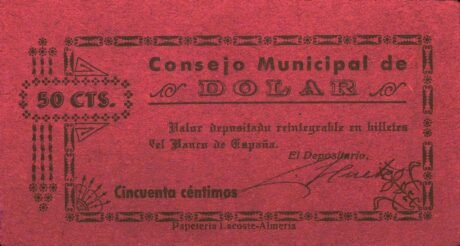 Consejo Municipal de
DOLAR
50 CTS.
Valor depositado reintegrable en billetes
del Banco de España.
El Depositario,
Cincuenta céntimos
Papelería Lacoste-Almería